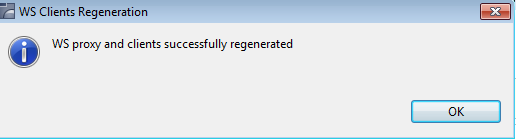 WS Clients Regeneration
WS proxy and clients successfully regenerated
OK